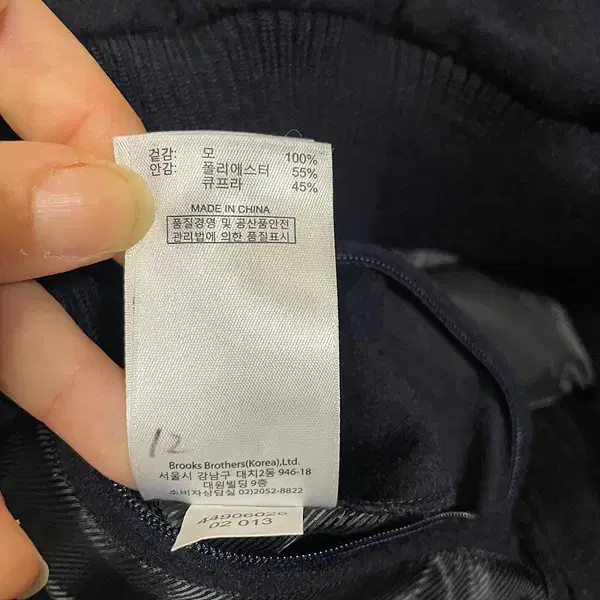 겉감: 모 100%
안감: 폴리에스터 55%
큐프라 45%
MADE IN CHINA
품질경영 및 공산품안전
관리법에 의한 품질표시
12
Brooks Brothers(Korea),Ltd.
서울시 강남구 대치2동 946-18
대원빌딩 9층
소비자상담실 02)2052-8822
44906026
02 013